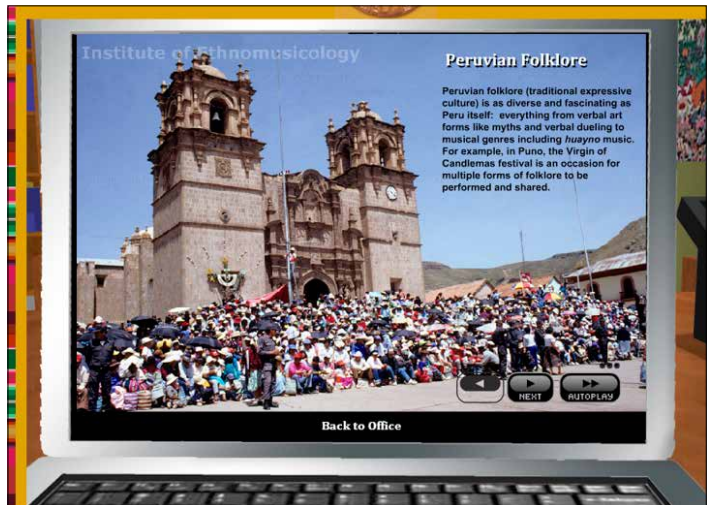 Institute of Ethnomusicology
Peruvian Folklore
Peruvian folklore (traditional expressive
culture) is as diverse and fascinating as
Peru itself:  everything from verbal art
forms like myths and verbal dueling to
musical genres including huayno music.
For example, in Puno, the Virgin of
Candlemas festival is an occasion for
multiple forms of folklore to be
performed and shared.
NEXT
AUTOPLAY
Back to Office